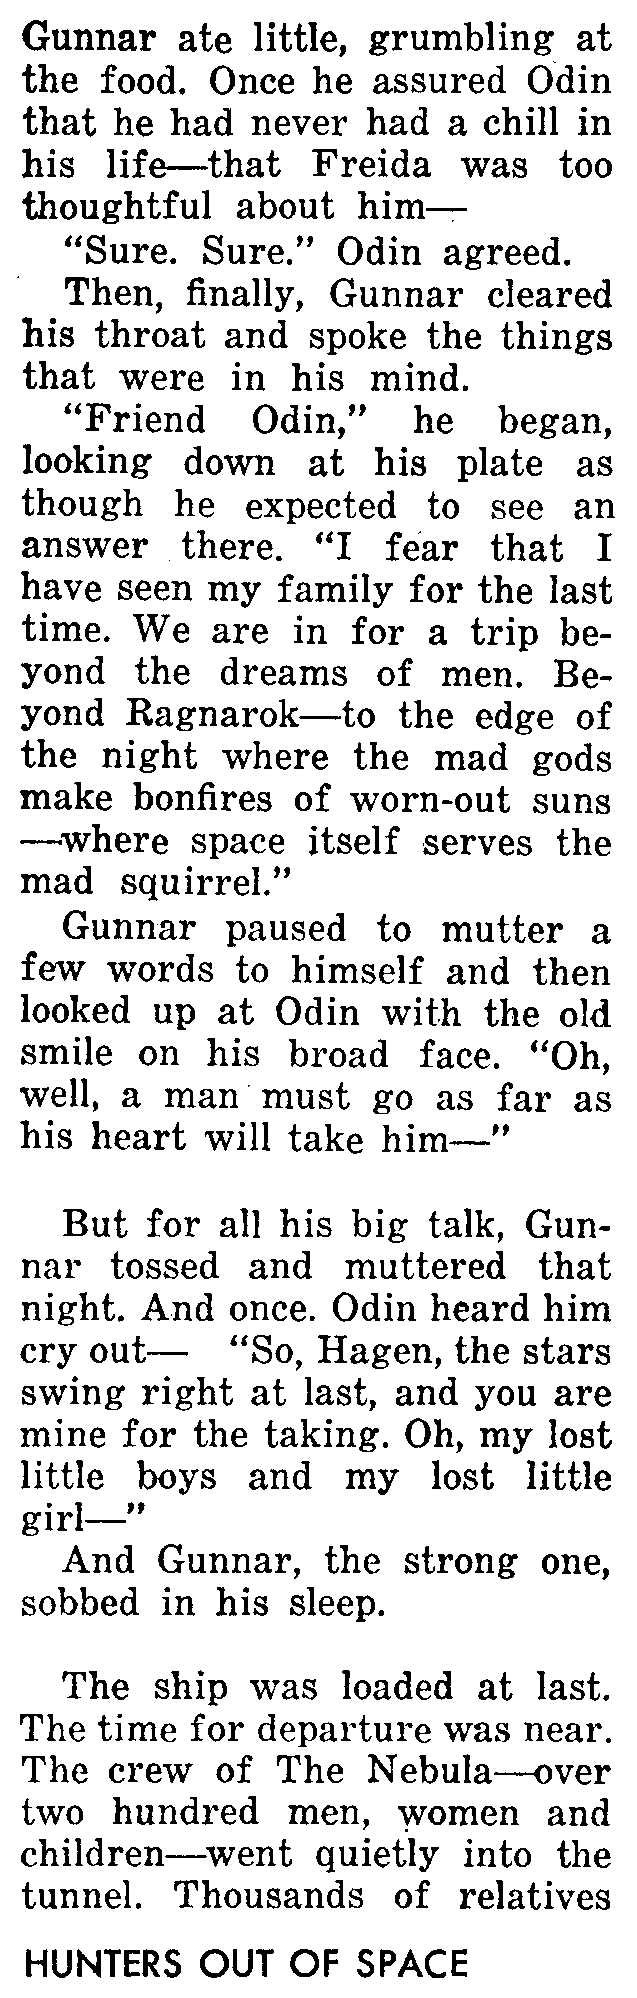 Gunnar ate little, grumbling at
the food. Once he assured Odin
that he had never had a chill in
his life—that Freida was too
thoughtful about him—
"Sure. Sure." Odin agreed.
Then, finally, Gunnar cleared
his throat and spoke the things
that were in his mind.
"Friend Odin," he began,
looking down at his plate as
though he expected to see an
answer there. "I fear that I
have seen my family for the last
time. We are in for a trip be-
yond the dreams of men. Be-
yond Ragnarok—to the edge of
the night where the mad gods
make bonfires of worn-out suns
—where space itself serves the
mad squirrel."
Gunnar paused to mutter a
few words to himself and then
looked up at Odin with the old
smile on his broad face. "Oh,
well, a man must go as far as
his heart will take him—"
But for all his big talk, Gun-
nar tossed and muttered that
night. And once. Odin heard him
cry out— "So, Hagen, the stars
swing right at last, and you are
mine for the taking. Oh, my lost
little boys and my lost little
girl—"
And Gunnar, the strong one,
sobbed in his sleep.
The ship was loaded at last.
The time for departure was near.
The crew of The Nebula—over
two hundred men, women and
children—went quietly into the
tunnel. Thousands of relatives
HUNTERS OUT OF SPACE